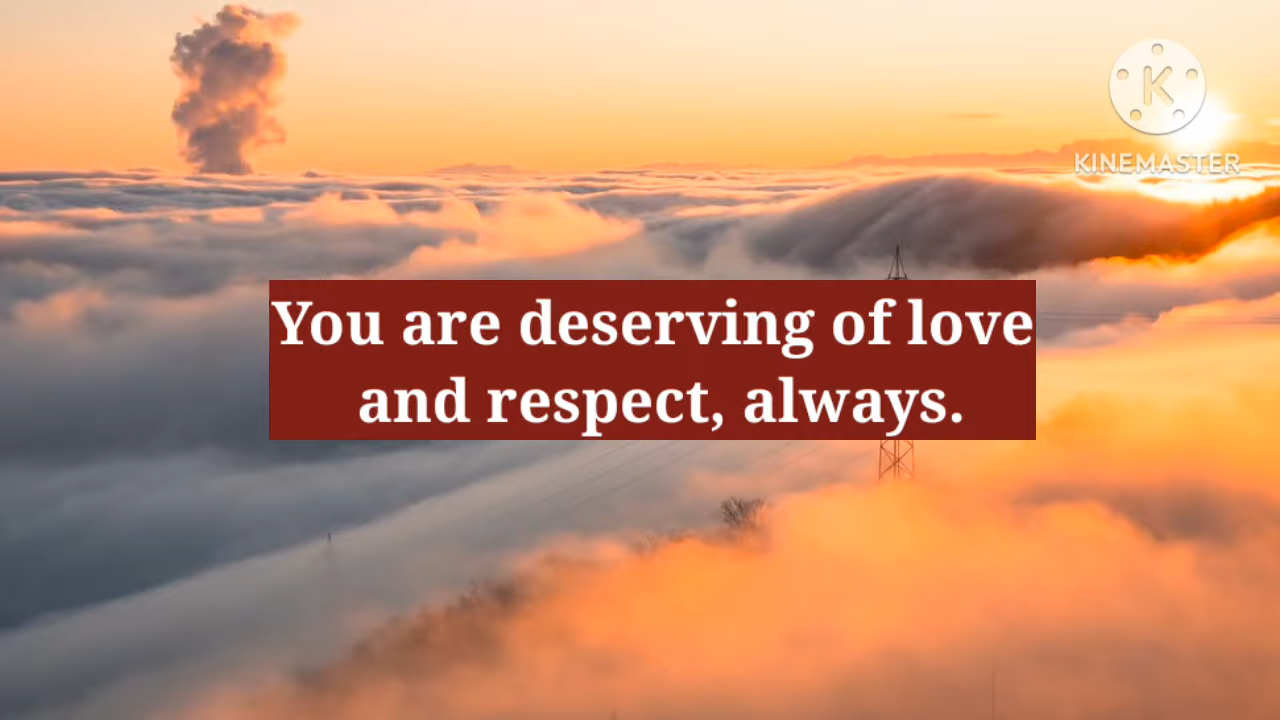 KINEMASTER
You are deserving of love
and respect, always.